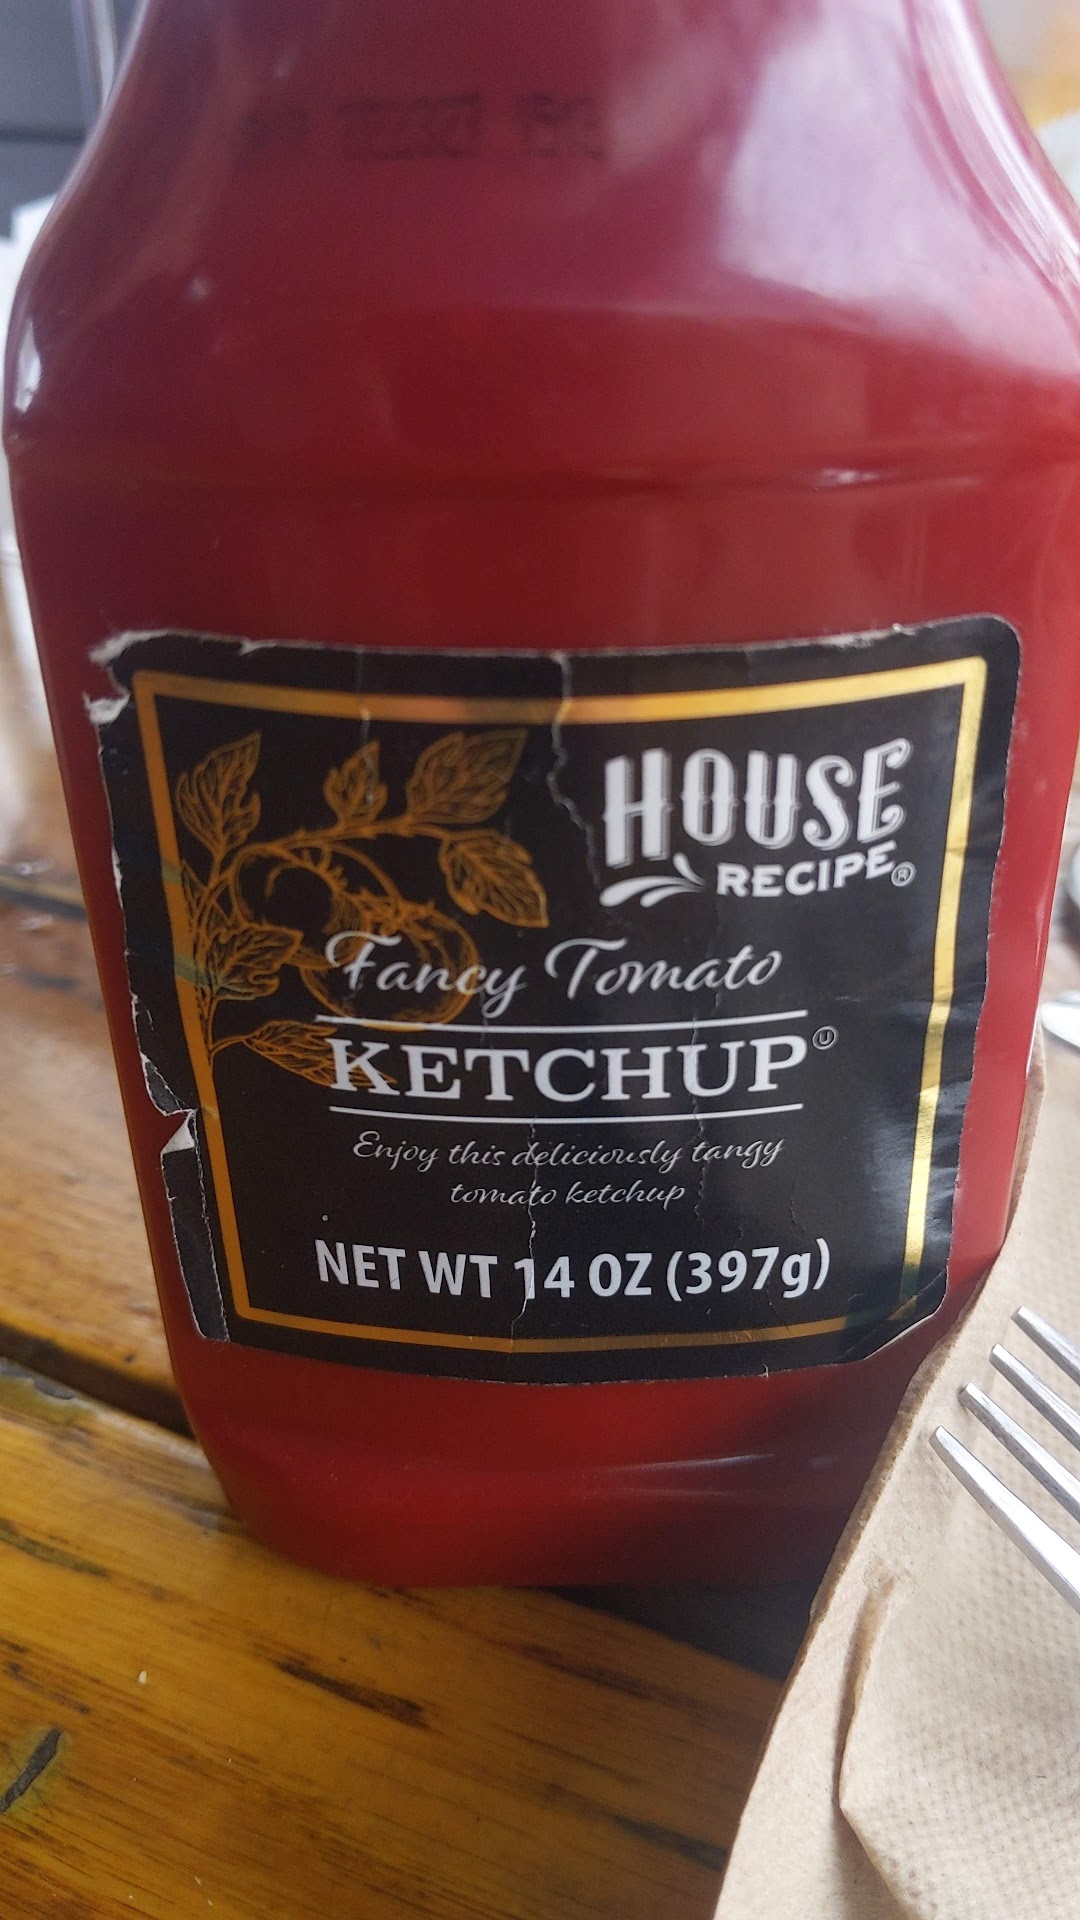 HOUSE
RECIPE®
Fancy Tomato
KETCHUP Ⓤ
Enjoy this deliciously tangy
tomato ketchup
NET WT 14 OZ (397g)